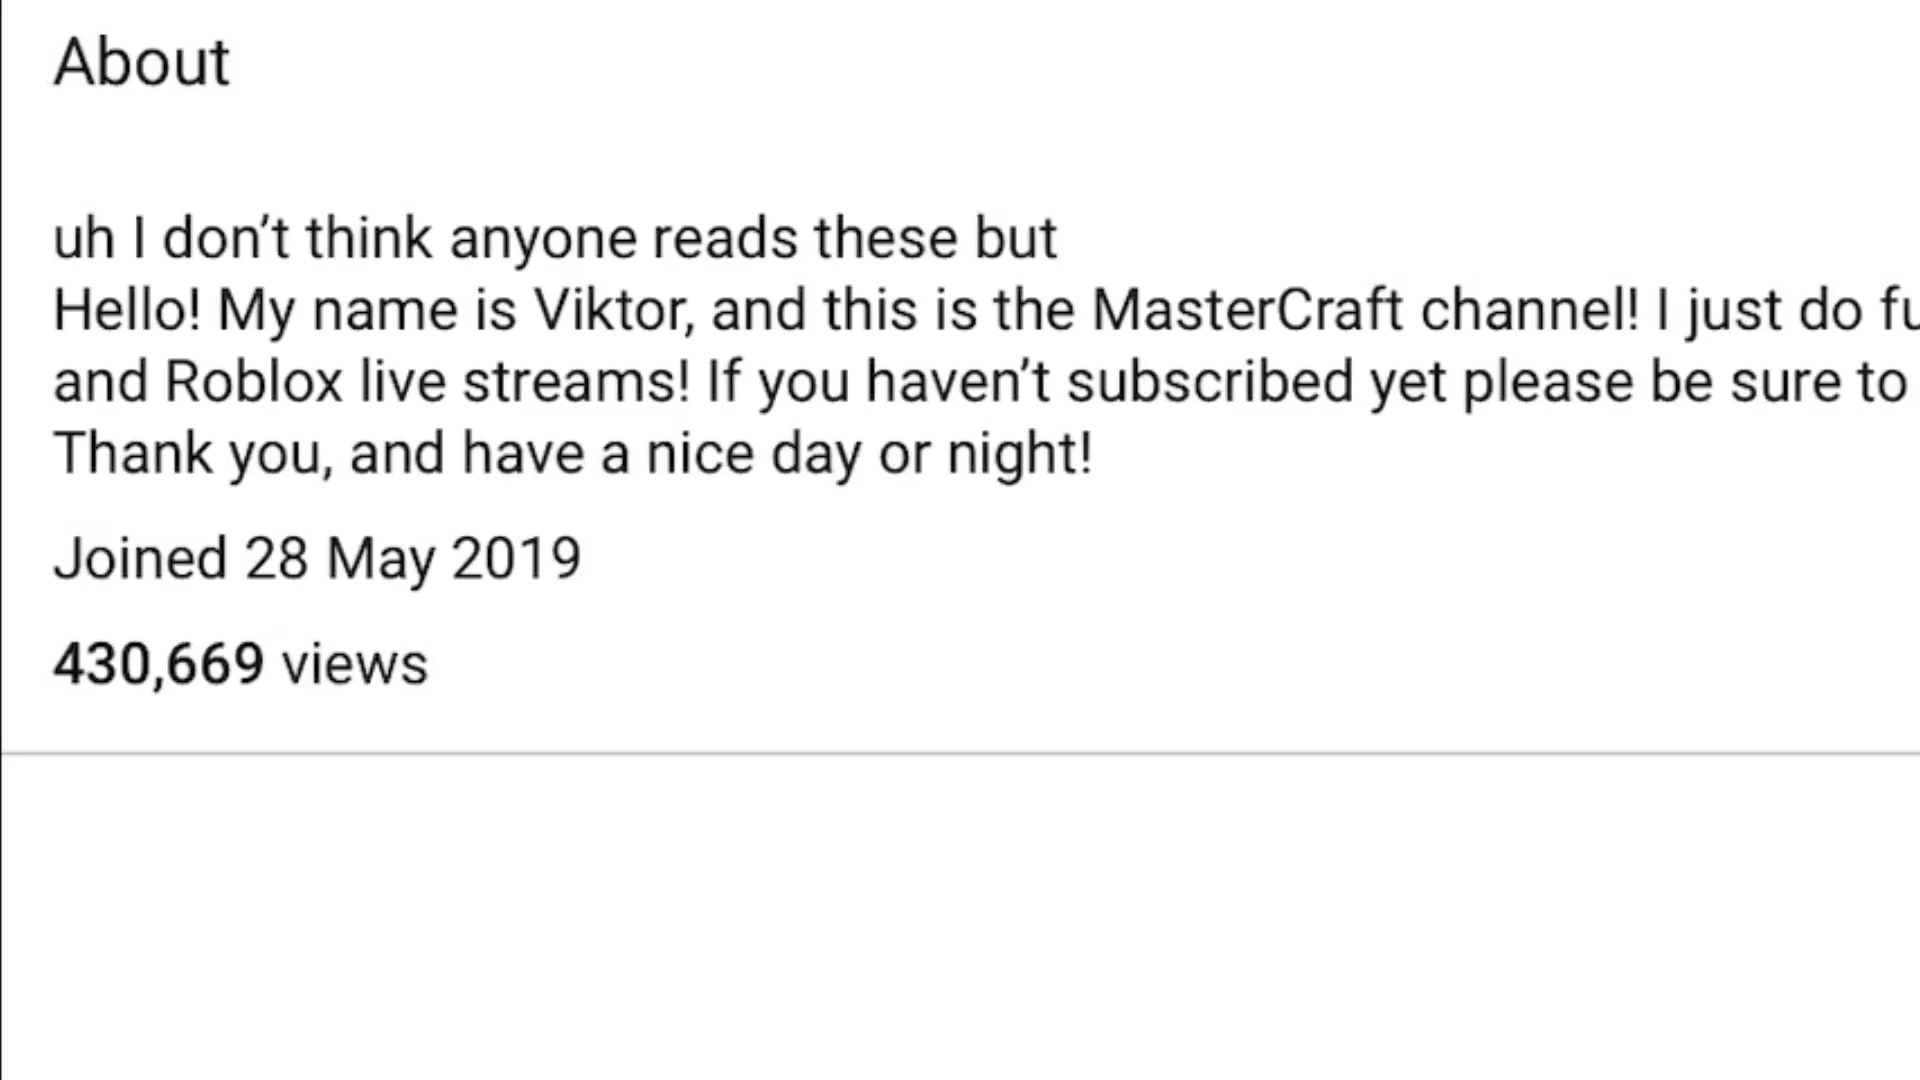 About
uh I don’t think anyone reads these but
Hello! My name is Viktor, and this is the MasterCraft channel! I just do
and Roblox live streams! If you haven’t subscribed yet please be sure to
Thank you, and have a nice day or night!
Joined 28 May 2019
430,669 views